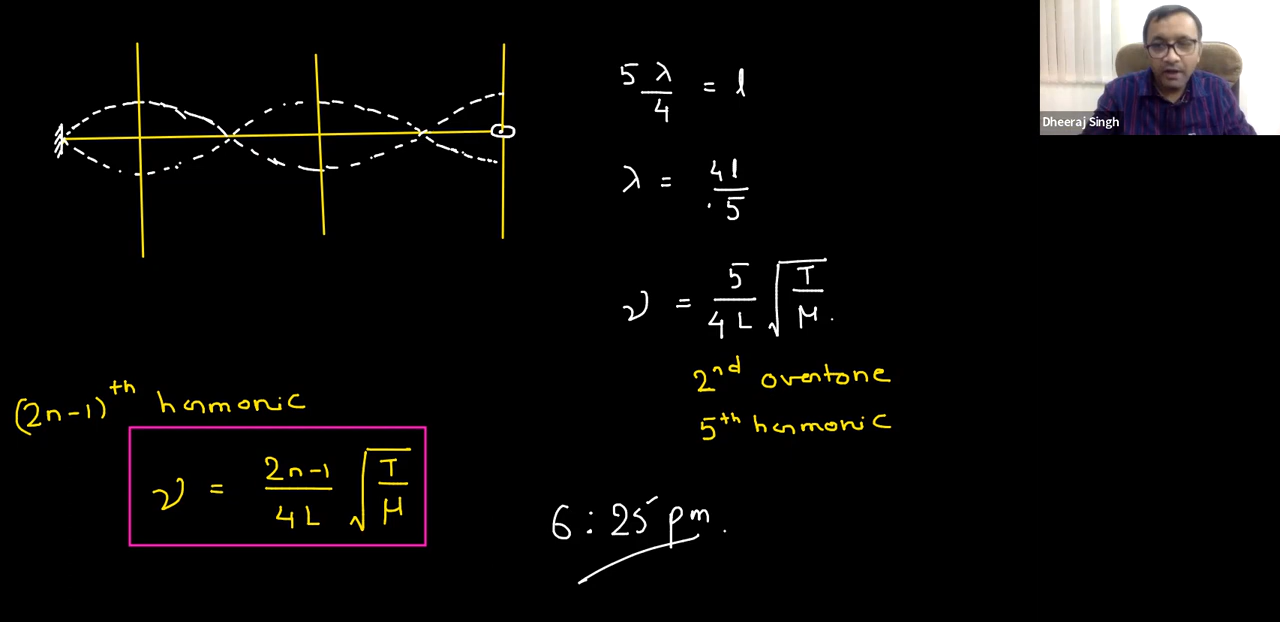 5 λ/4 = l
λ = 4l/5
ν = 5/4L √(T/μ).
2nd overtone
5th harmonic
(2n-1)th harmonic
ν = 2n-1/4L √(T/μ)
6:25 pm.
Dheeraj Singh